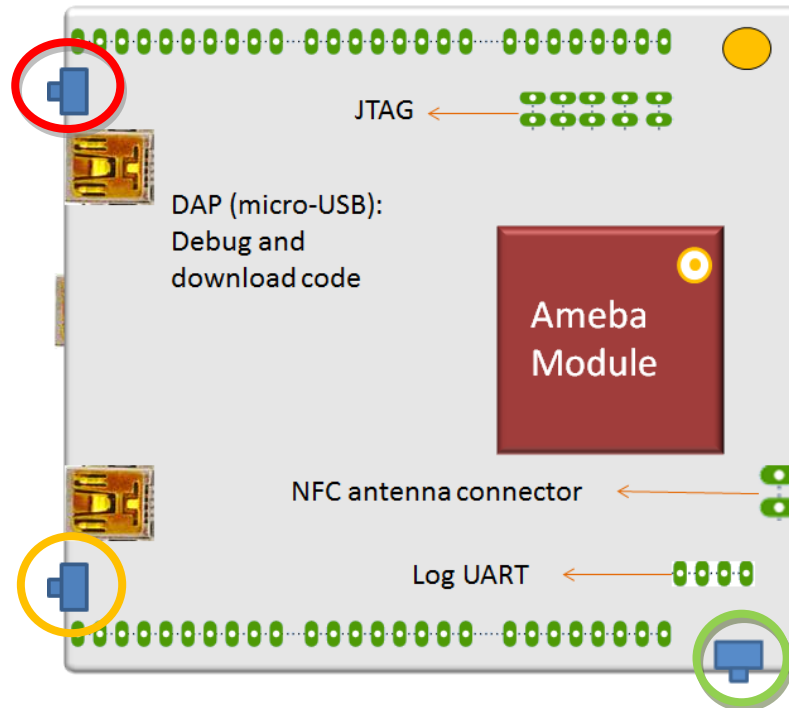 JTAG
DAP (micro-USB):
Debug and
download code
Ameba
Module
NFC antenna connector
Log UART